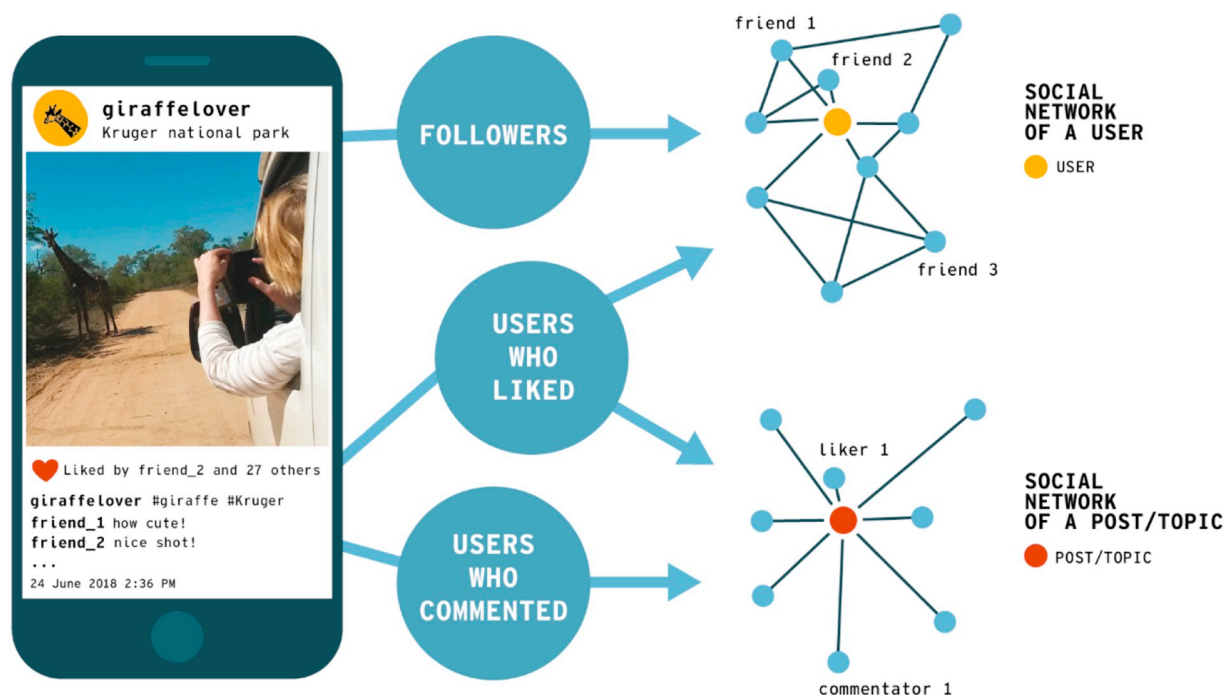 giraffelover
Kruger national park
Liked by friend_2 and 27 others
giraffelover #giraffe #Kruger
friend_1 how cute!
friend_2 nice shot!
...
24 June 2018 2:36 PM
FOLLOWERS
USERS
WHO
LIKED
USERS
WHO
COMMENTED
friend 1
friend 2
friend 3
SOCIAL
NETWORK
OF A USER
USER
liker 1
commentator 1
SOCIAL
NETWORK
OF A POST/TOPIC
POST/TOPIC